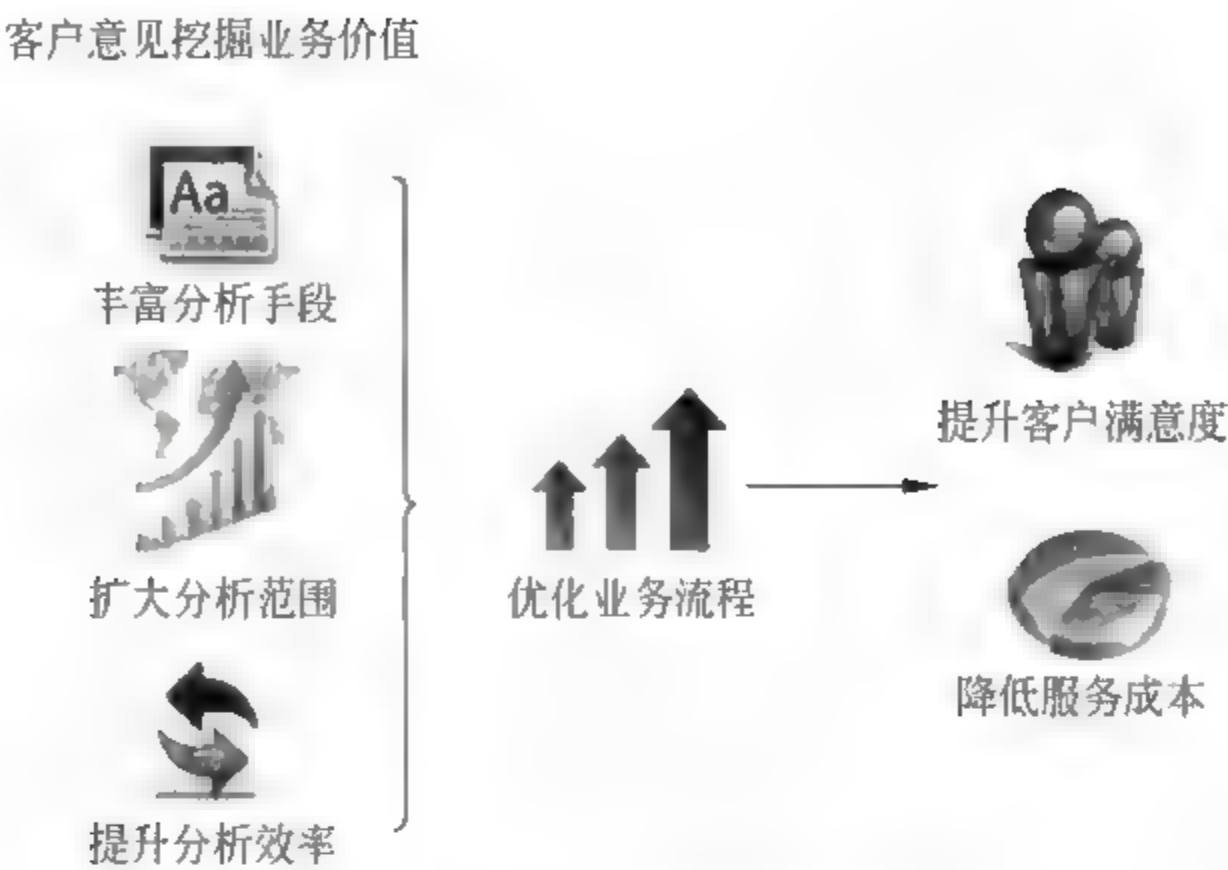 客户意见挖掘业务价值
Aa
丰富分析手段
扩大分析范围
提升分析效率
优化业务流程
提升客户满意度
降低服务成本